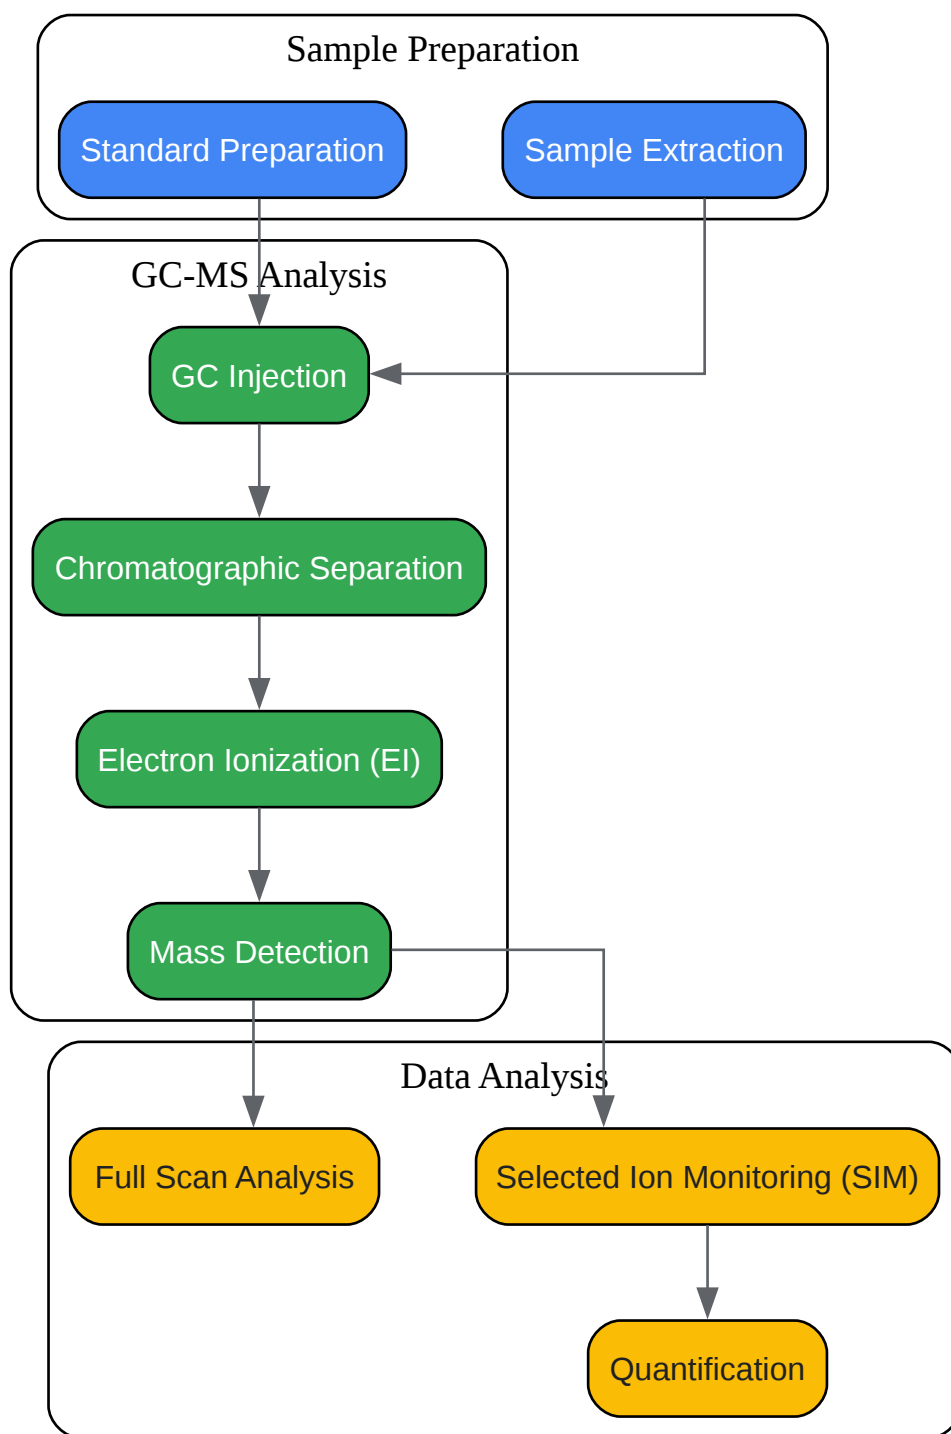 Sample Preparation
Standard Preparation
Sample Extraction
GC-MS Analysis
GC Injection
Chromatographic Separation
Electron Ionization (EI)
Mass Detection
Data Analysis
Full Scan Analysis
Selected Ion Monitoring (SIM)
Quantification